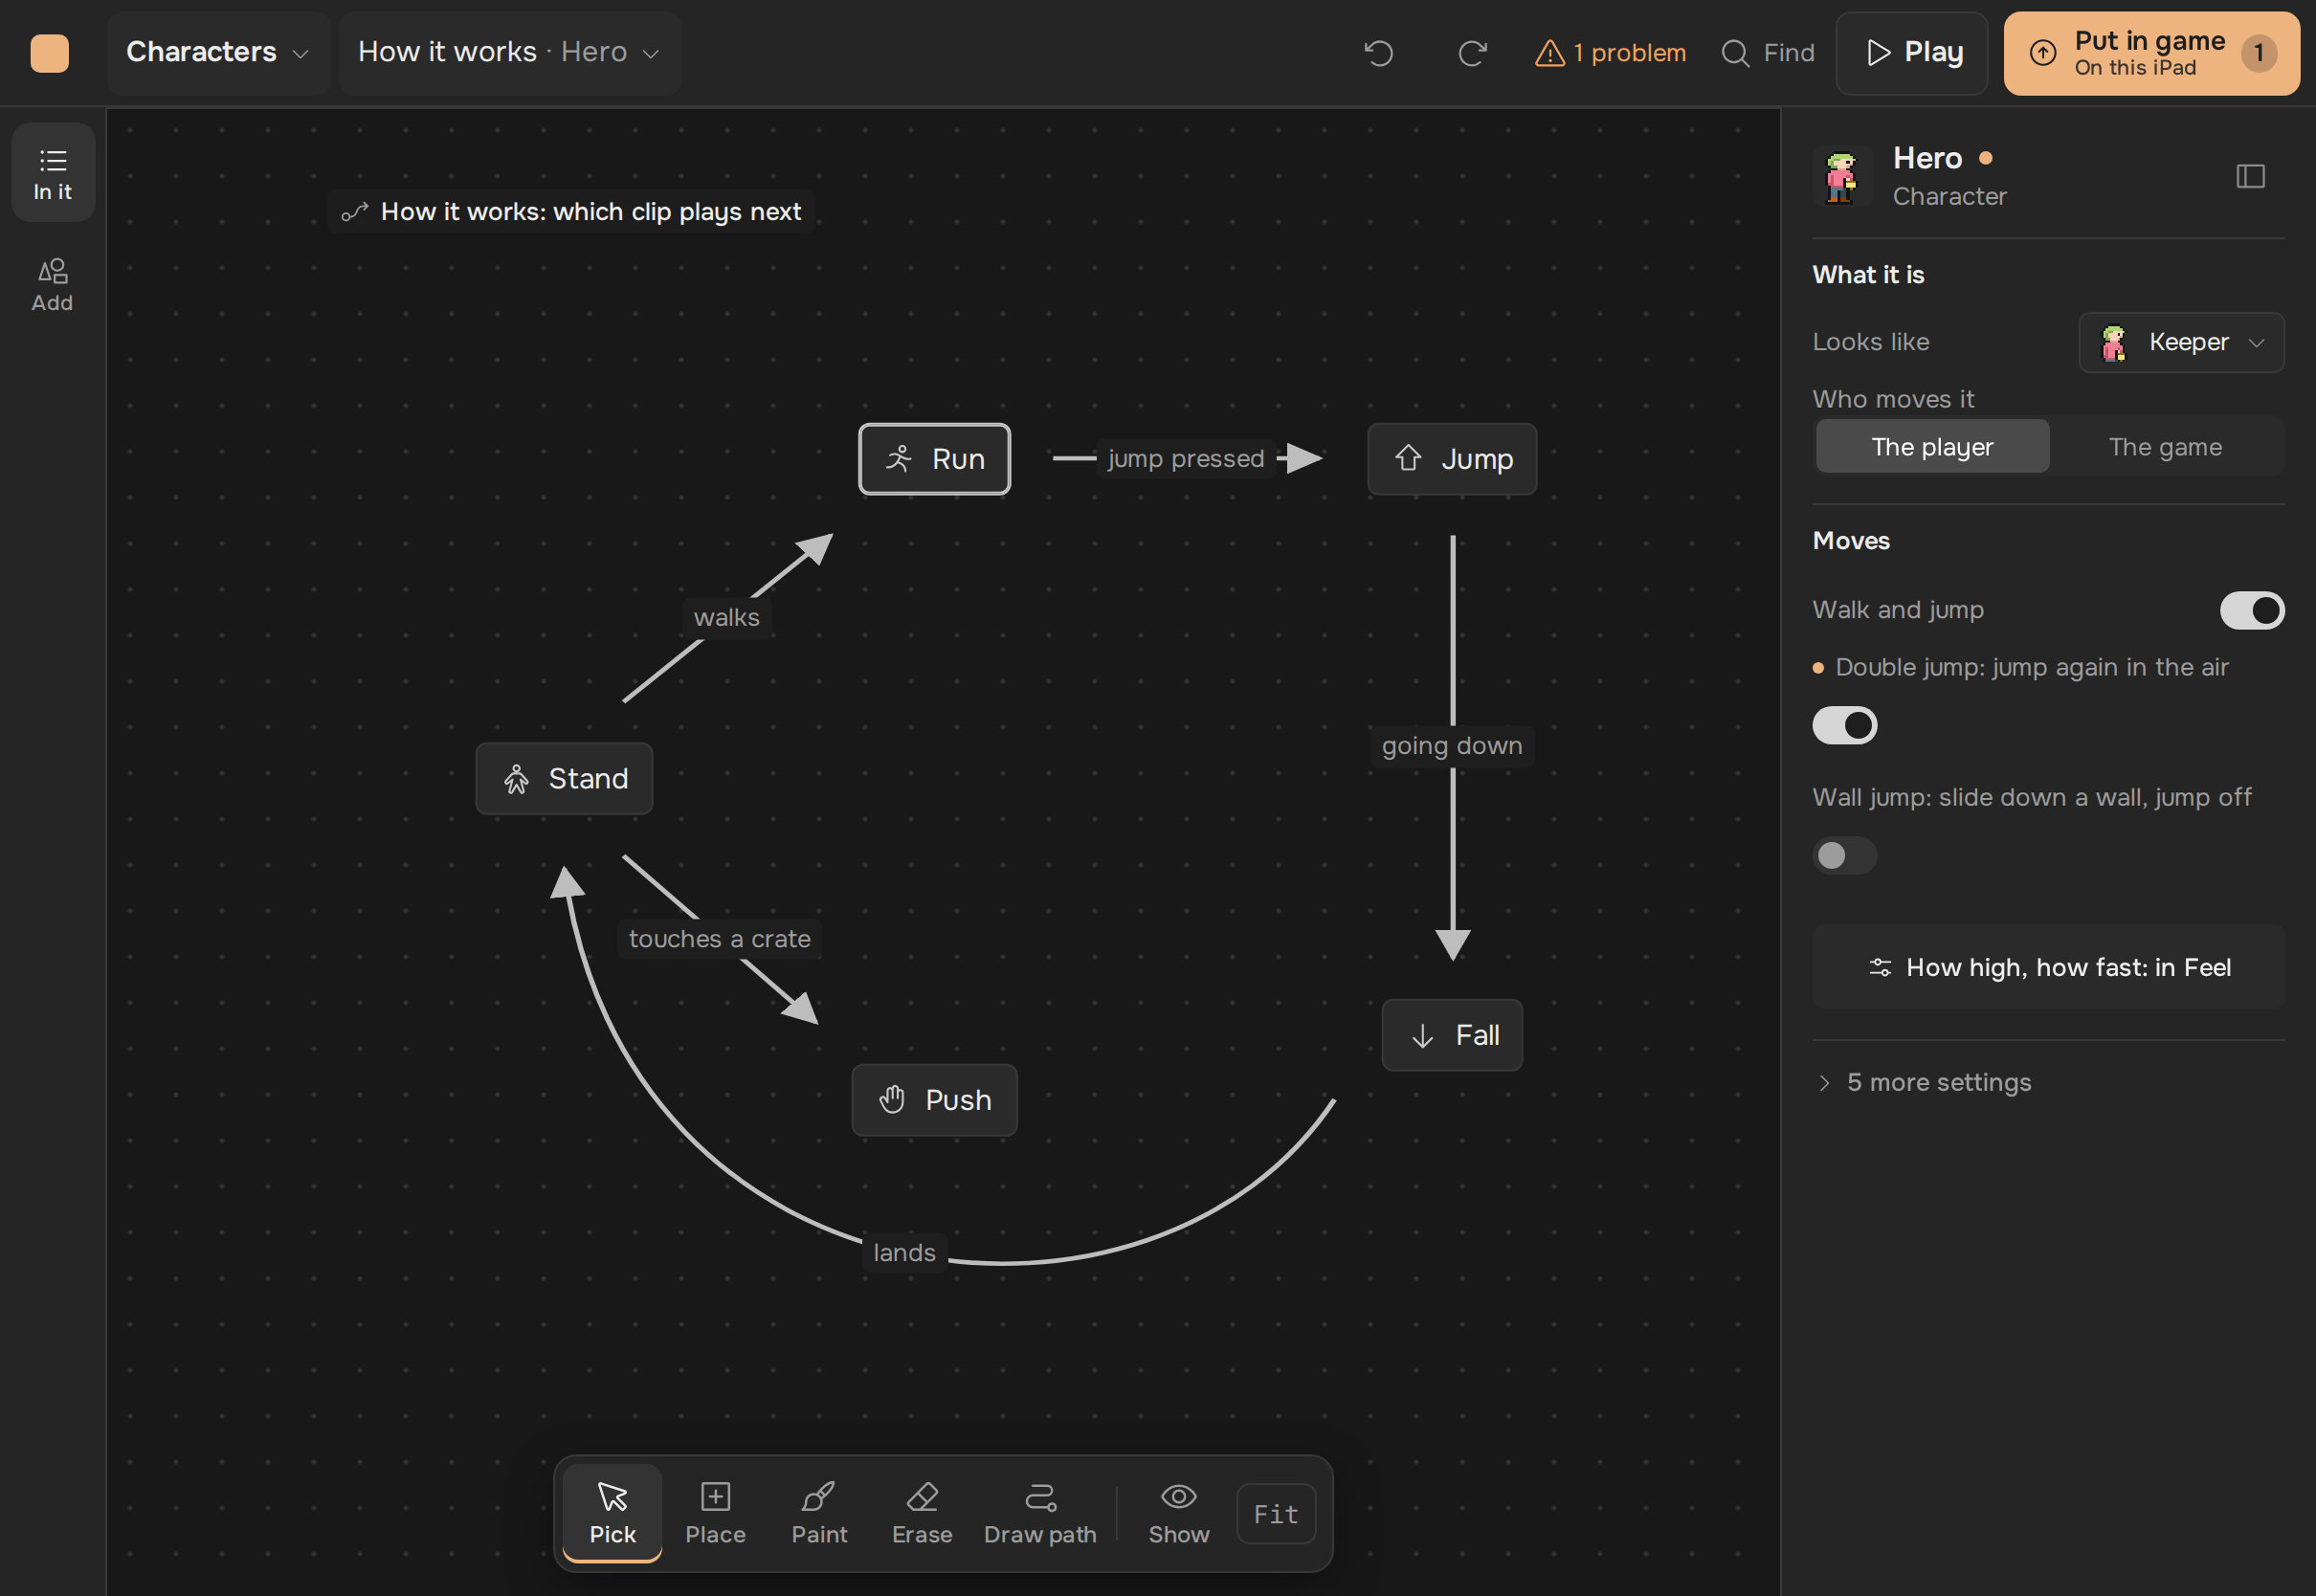 Characters
How it works · Hero
1 problem
Find
Play
Put in game
On this iPad
1
In it
Add
How it works: which clip plays next
Run
jump pressed
Jump
walks
going down
Stand
touches a crate
Push
Fall
lands
Pick
Place
Paint
Erase
Draw path
Show
Fit
Hero
Character
What it is
Looks like
Keeper
Who moves it
The player
The game
Moves
Walk and jump
Double jump: jump again in the air
Wall jump: slide down a wall, jump off
How high, how fast: in Feel
5 more settings